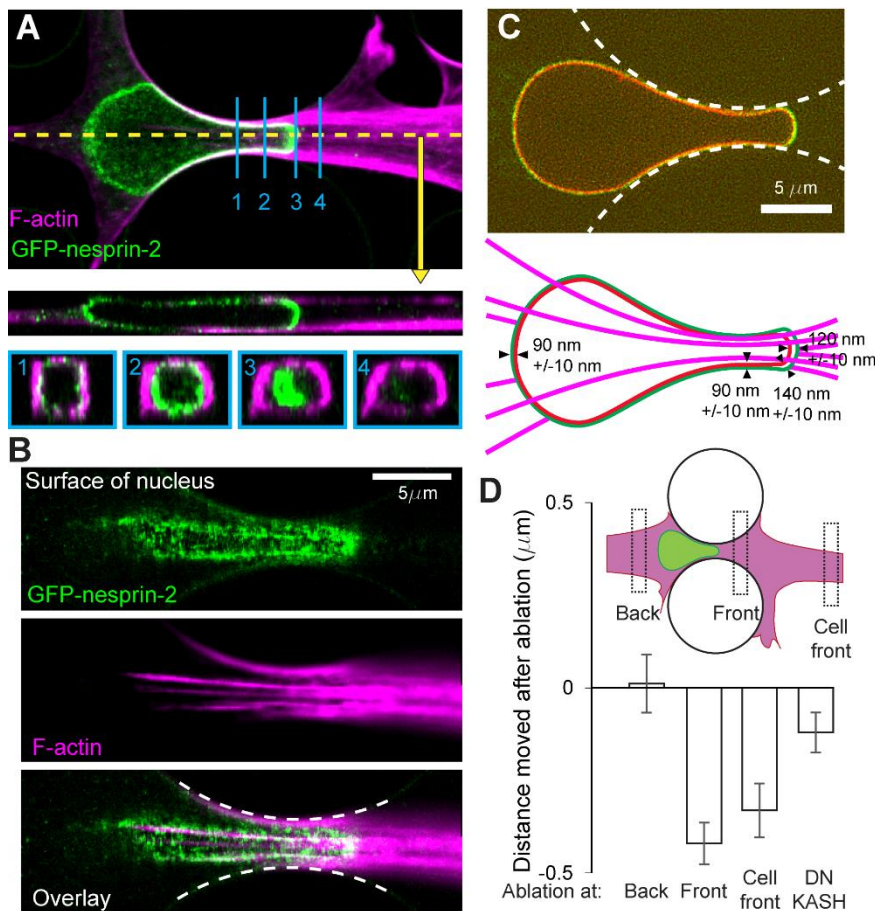 A
1
2
3
4
F-actin
GFP-nesprin-2
1
2
3
4
B
Surface of nucleus
5μm
GFP-nesprin-2
F-actin
Overlay
C
5 μm
90 nm
+/-10 nm
120 nm
+/-10 nm
90 nm
+/-10 nm
140 nm
+/-10 nm
D
Distance moved after ablation (μm)
0.5
0
-0.5
Back
Front
Cell
front
Ablation at:
Back
Front
Cell
front
DN
KASH